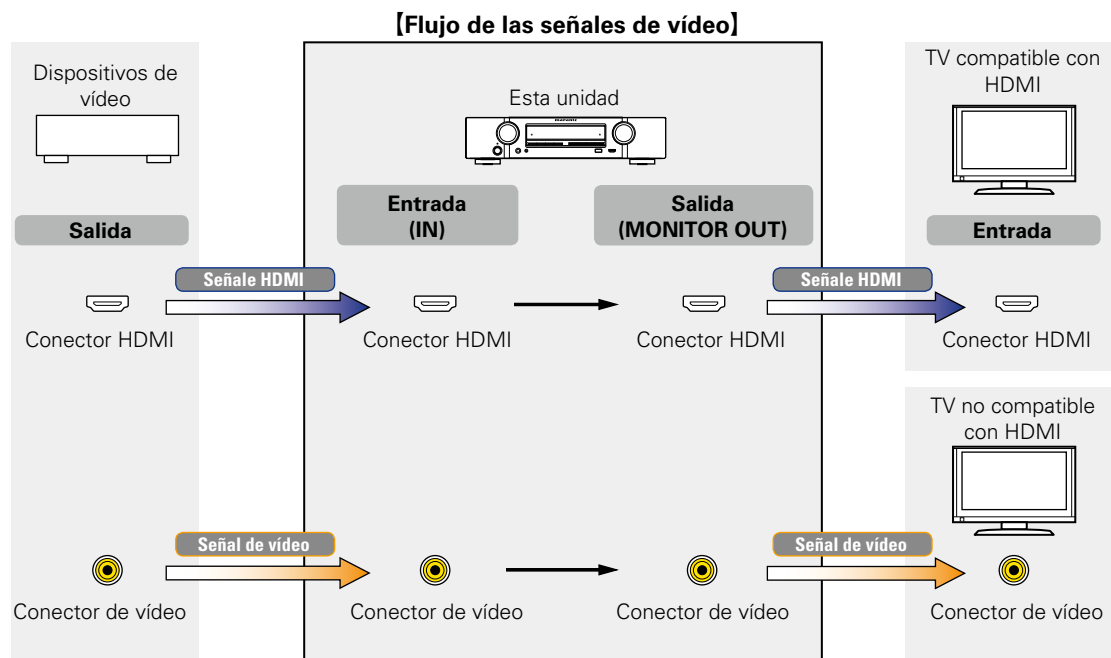 【Flujo de las señales de vídeo】
Dispositivos de
vídeo
Esta unidad
TV compatible con
HDMI
Salida
Entrada
(IN)
Salida
(MONITOR OUT)
Entrada
Señale HDMI
Señale HDMI
Conector HDMI
Conector HDMI
Conector HDMI
Conector HDMI
TV no compatible
con HDMI
Señal de vídeo
Señal de vídeo
Conector de vídeo
Conector de vídeo
Conector de vídeo
Conector de vídeo